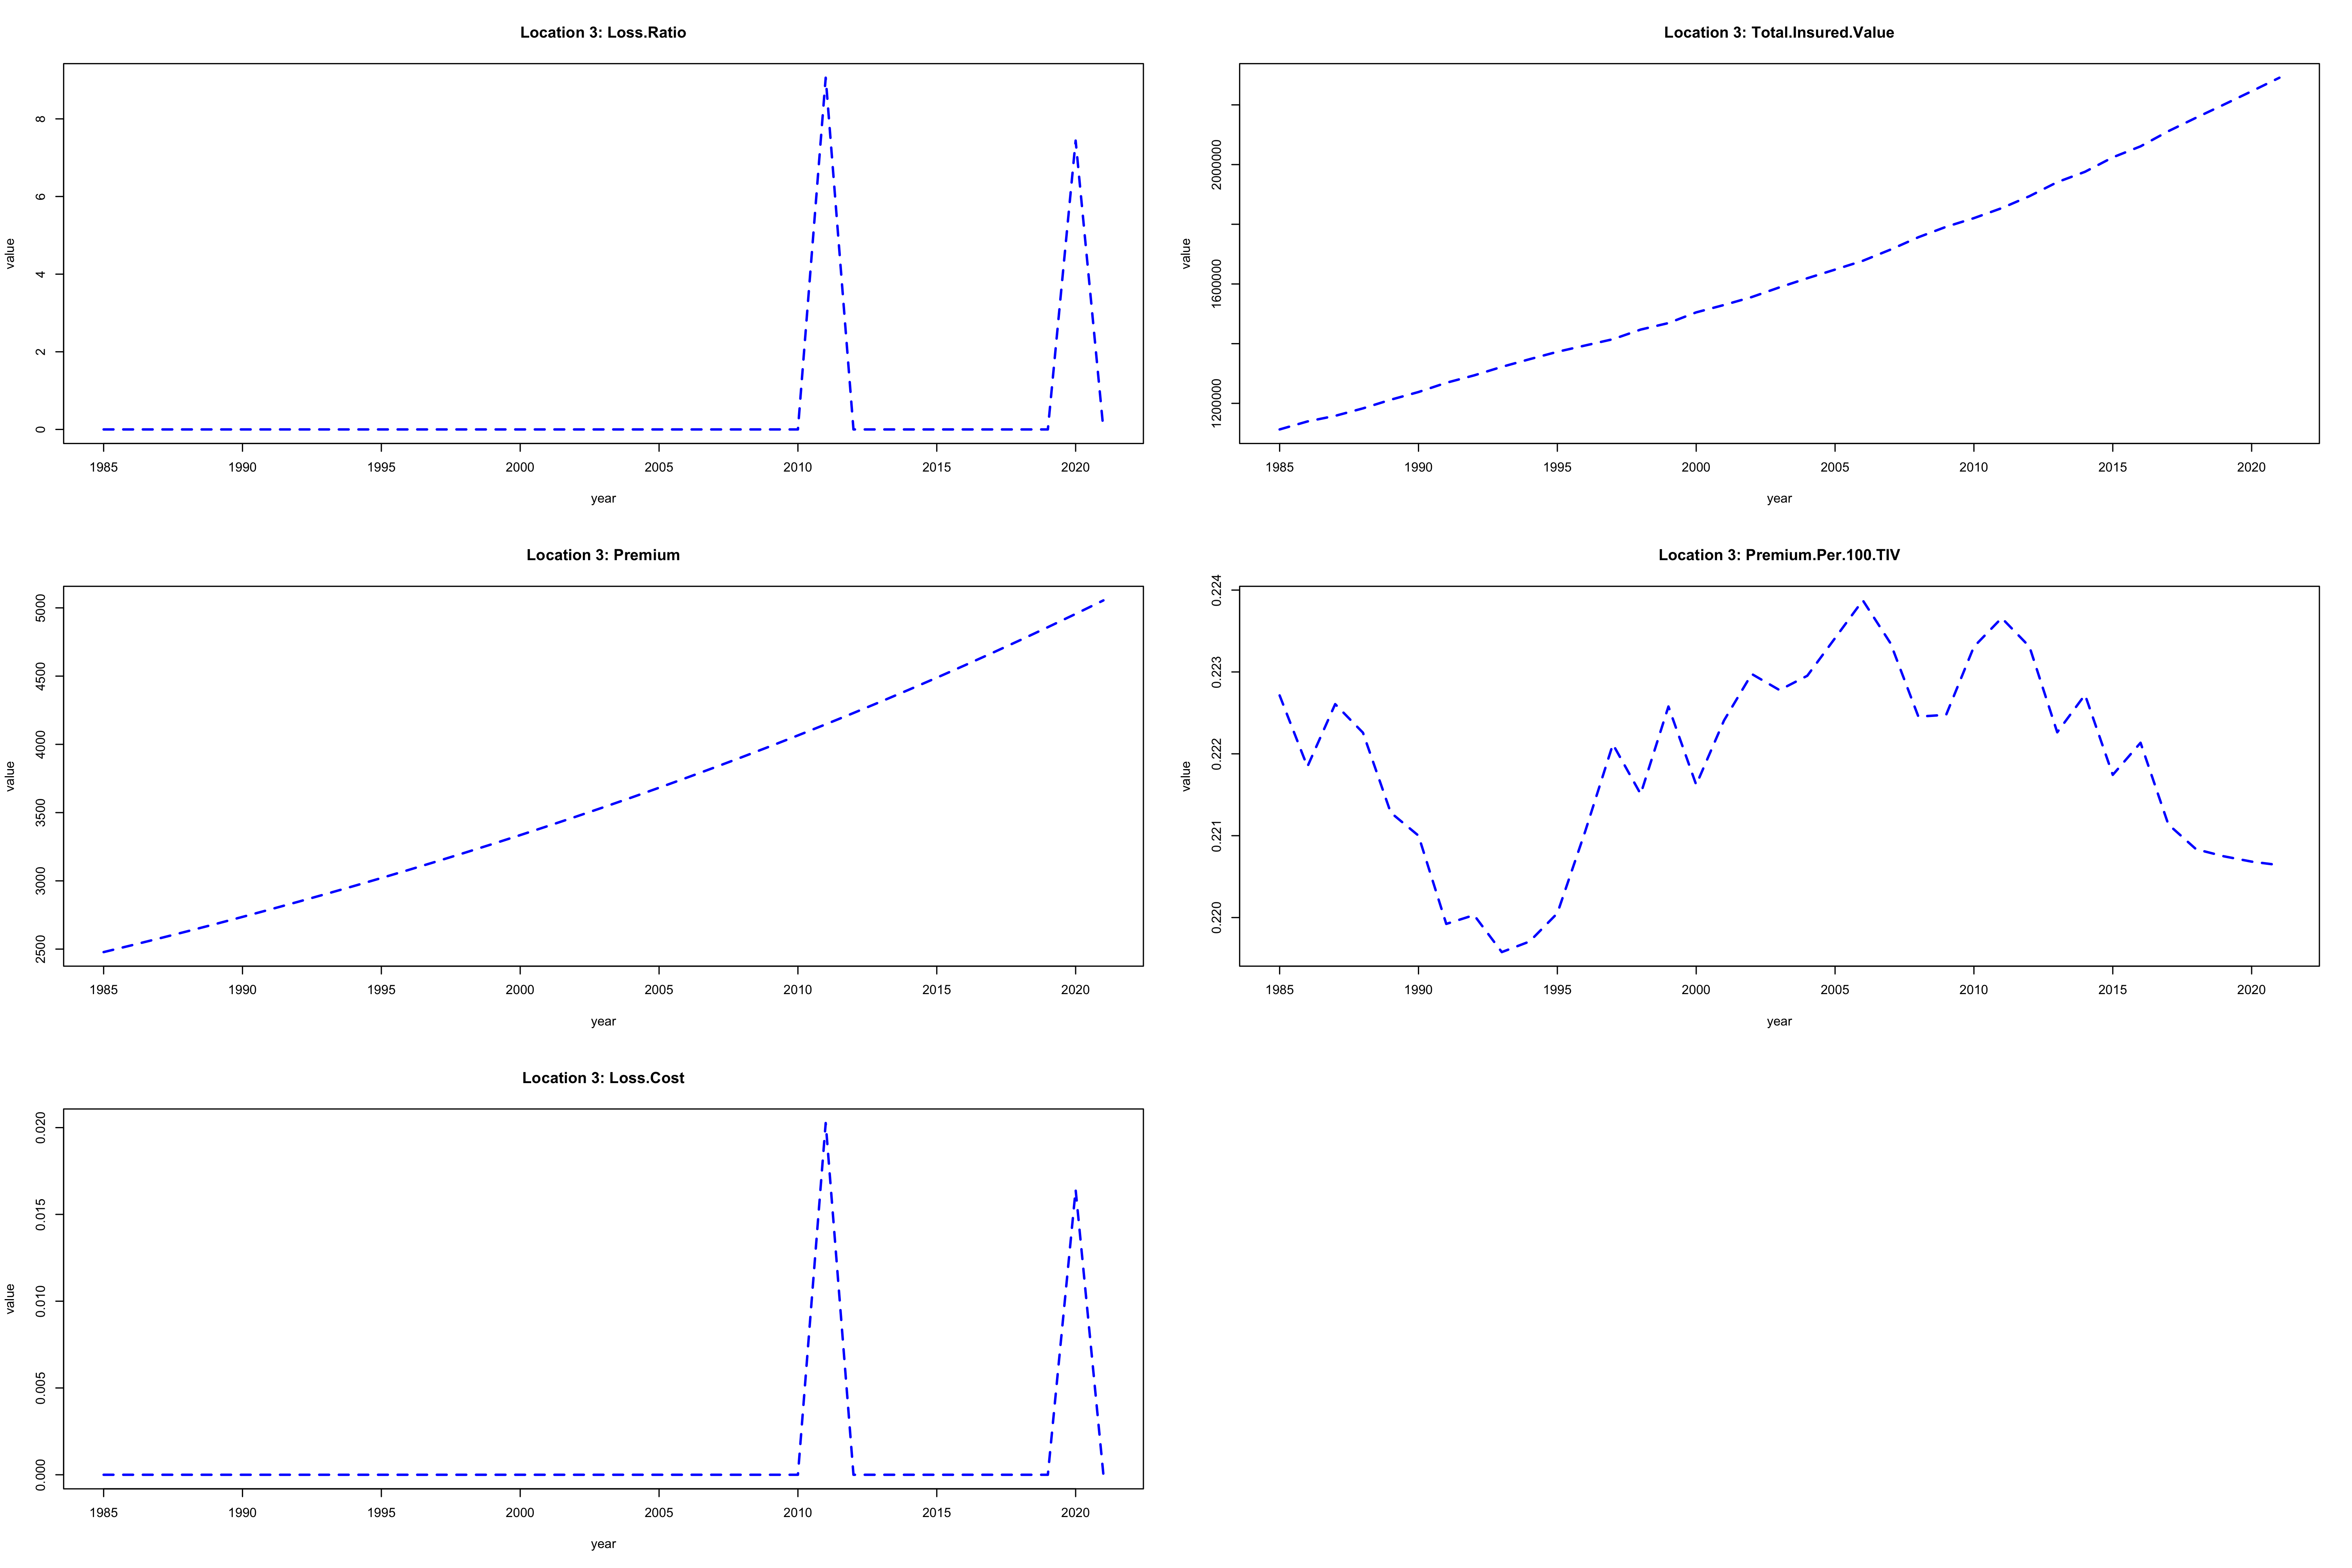 Location 3: Loss.Ratio
value
8
6
4
2
0
1985 1990 1995 2000 2005 2010 2015 2020
year
Location 3: Total.Insured.Value
value
2000000
1600000
1200000
1985 1990 1995 2000 2005 2010 2015 2020
year
Location 3: Premium
value
5000
4500
4000
3500
3000
2500
1985 1990 1995 2000 2005 2010 2015 2020
year
Location 3: Premium.Per.100.TIV
value
0.224
0.223
0.222
0.221
0.220
1985 1990 1995 2000 2005 2010 2015 2020
year
Location 3: Loss.Cost
value
0.020
0.015
0.010
0.005
0.000
1985 1990 1995 2000 2005 2010 2015 2020
year